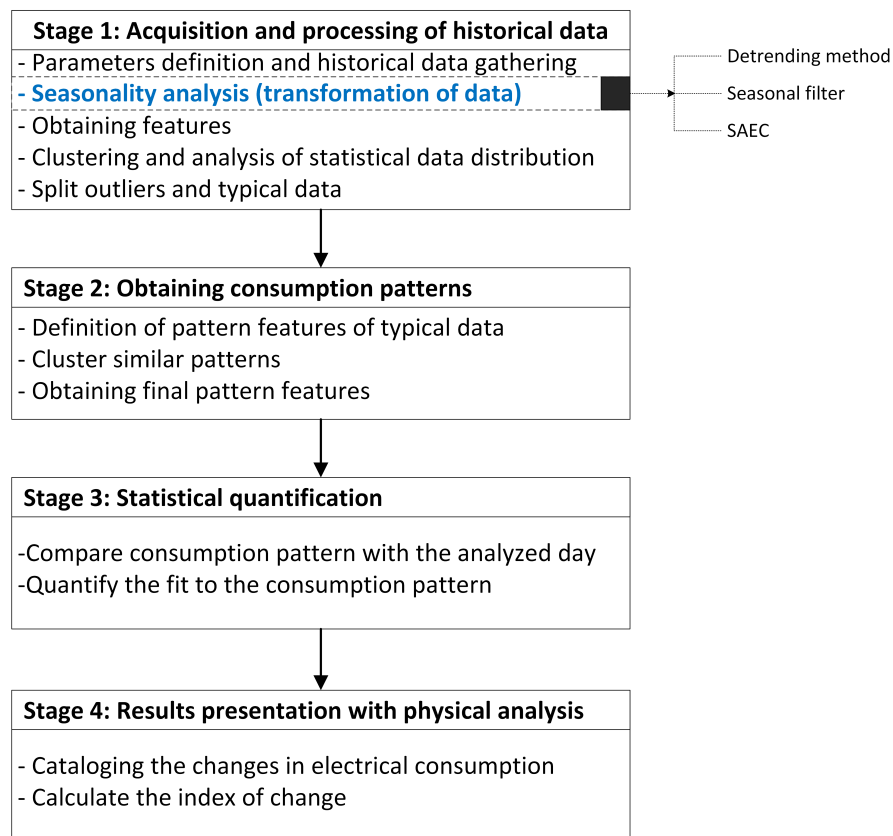 Stage 1: Acquisition and processing of historical data
- Parameters definition and historical data gathering
- Seasonality analysis (transformation of data)
- Obtaining features
- Clustering and analysis of statistical data distribution
- Split outliers and typical data
Detrending method
Seasonal filter
SAEC
Stage 2: Obtaining consumption patterns
- Definition of pattern features of typical data
- Cluster similar patterns
- Obtaining final pattern features
Stage 3: Statistical quantification
-Compare consumption pattern with the analyzed day
-Quantify the fit to the consumption pattern
Stage 4: Results presentation with physical analysis
- Cataloging the changes in electrical consumption
- Calculate the index of change